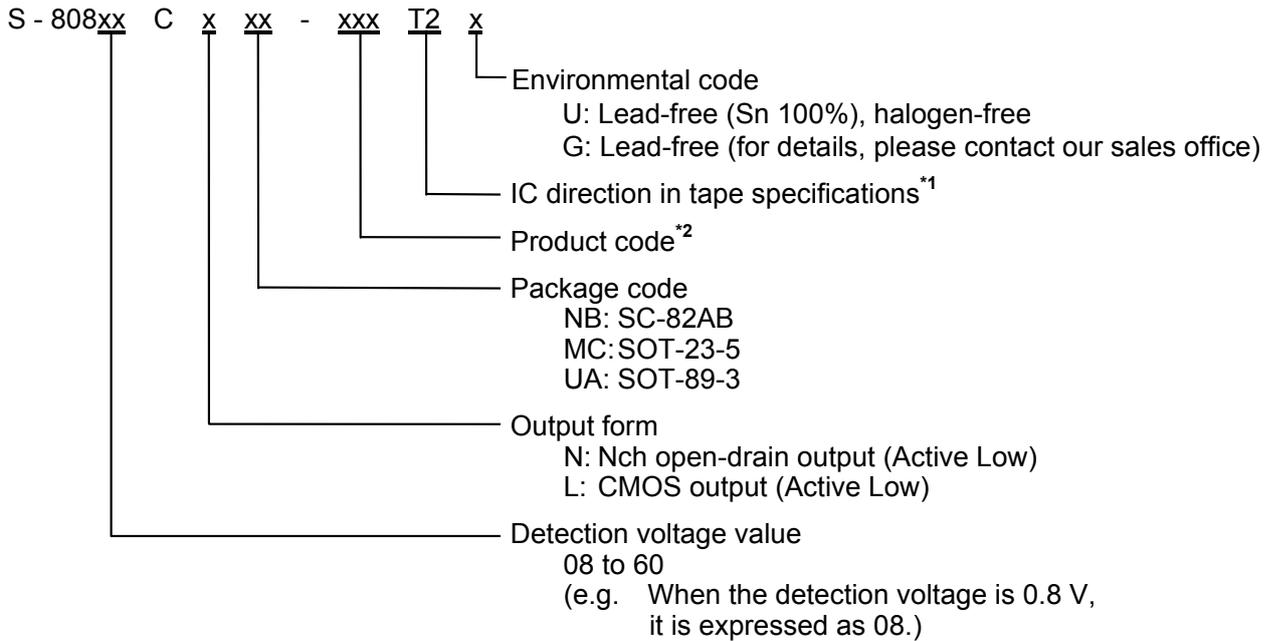 S - 808xx C x xx - xxx T2 x
Environmental code
U: Lead-free (Sn 100%), halogen-free
G: Lead-free (for details, please contact our sales office)
IC direction in tape specifications*1
Product code*2
Package code
NB: SC-82AB
MC: SOT-23-5
UA: SOT-89-3
Output form
N: Nch open-drain output (Active Low)
L: CMOS output (Active Low)
Detection voltage value
08 to 60
(e.g. When the detection voltage is 0.8 V,
it is expressed as 08.)